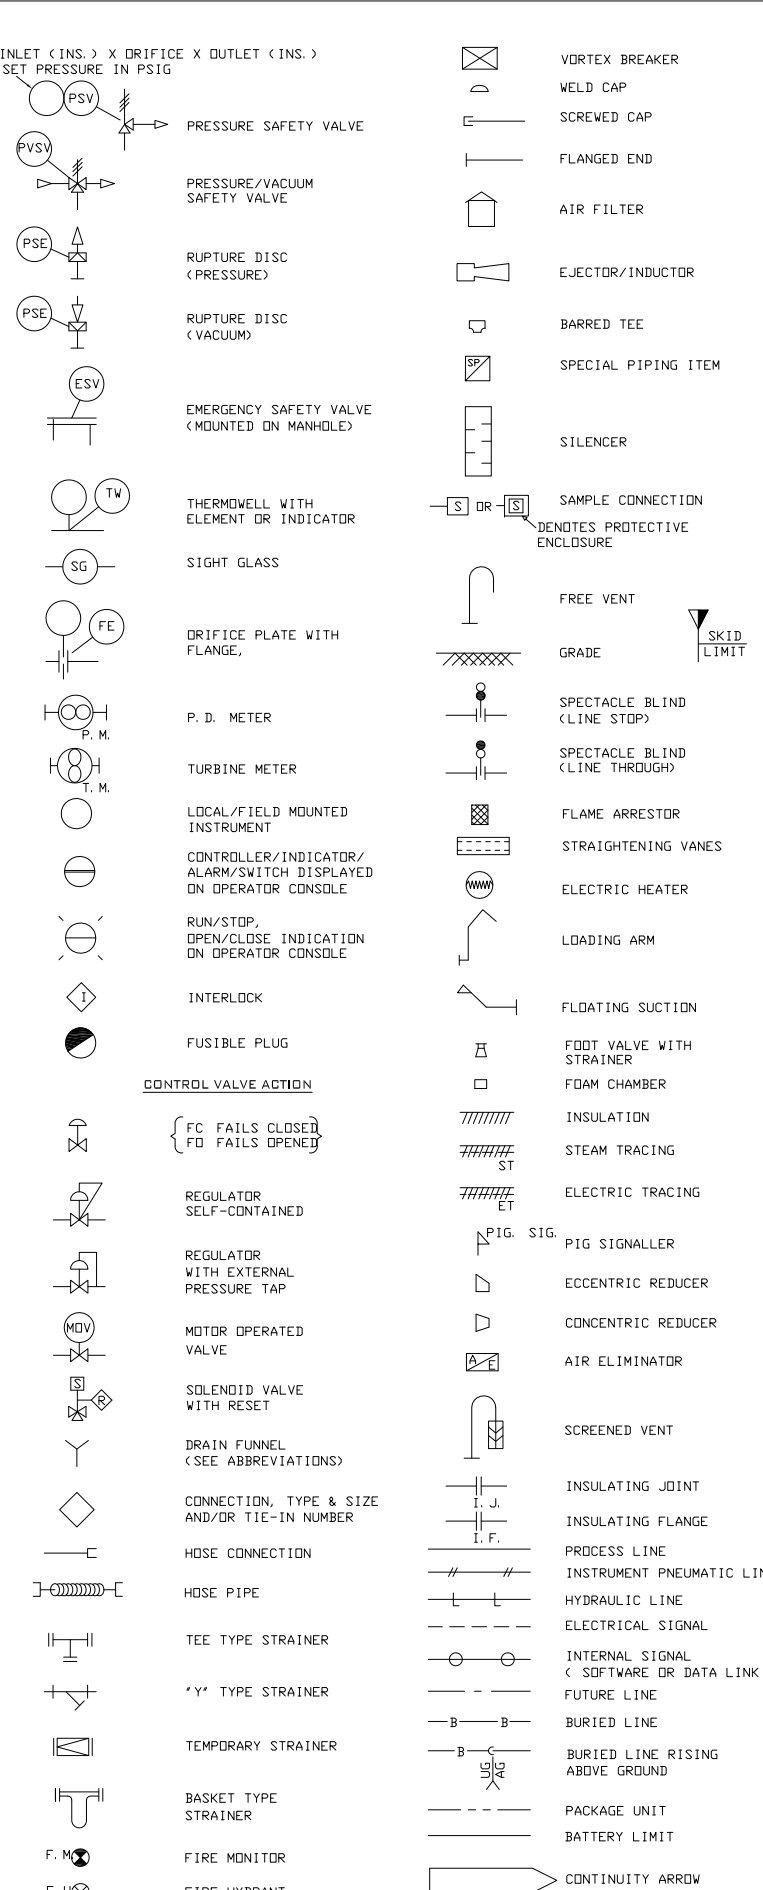 INLET (INS.) X ORIFICE X OUTLET (INS.)
SET PRESSURE IN PSIG
PSV
PRESSURE SAFETY VALVE
PVSV
PRESSURE/VACUUM
SAFETY VALVE
PSE
RUPTURE DISC
(PRESSURE)
PSE
RUPTURE DISC
(VACUUM)
ESV
EMERGENCY SAFETY VALVE
(MOUNTED ON MANHOLE)
TW
THERMOWELL WITH
ELEMENT OR INDICATOR
SG
SIGHT GLASS
FE
ORIFICE PLATE WITH
FLANGE,
P.M.
P.D. METER
T.M.
TURBINE METER
LOCAL/FIELD MOUNTED
INSTRUMENT
CONTROLLER/INDICATOR/
ALARM/SWITCH DISPLAYED
ON OPERATOR CONSOLE
RUN/STOP,
OPEN/CLOSE INDICATION
ON OPERATOR CONSOLE
I
INTERLOCK
FUSIBLE PLUG
CONTROL VALVE ACTION
FC FAILS CLOSED
FO FAILS OPENED
REGULATOR
SELF-CONTAINED
REGULATOR
WITH EXTERNAL
PRESSURE TAP
MOV
MOTOR OPERATED
VALVE
S
R
SOLENOID VALVE
WITH RESET
DRAIN FUNNEL
(SEE ABBREVIATIONS)
CONNECTION, TYPE & SIZE
AND/OR TIE-IN NUMBER
HOSE CONNECTION
HOSE PIPE
TEE TYPE STRAINER
"Y" TYPE STRAINER
TEMPORARY STRAINER
BASKET TYPE
STRAINER
F.M.
FIRE MONITOR
F.H.
FIRE HYDRANT
VORTEX BREAKER
WELD CAP
SCREWED CAP
FLANGED END
AIR FILTER
EJECTOR/INDUCTOR
BARRED TEE
SP
SPECIAL PIPING ITEM
SILENCER
S OR S
SAMPLE CONNECTION
DENOTES PROTECTIVE
ENCLOSURE
FREE VENT
SKID
LIMIT
GRADE
SPECTACLE BLIND
(LINE STOP)
SPECTACLE BLIND
(LINE THROUGH)
FLAME ARRESTOR
STRAIGHTENING VANES
ELECTRIC HEATER
LOADING ARM
FLOATING SUCTION
FOOT VALVE WITH
STRAINER
FOAM CHAMBER
INSULATION
STEAM TRACING
ST
ELECTRIC TRACING
ET
PIG. SIG.
PIG SIGNALLER
ECCENTRIC REDUCER
CONCENTRIC REDUCER
A E
AIR ELIMINATOR
SCREENED VENT
INSULATING JOINT
I.J.
INSULATING FLANGE
I.F.
PROCESS LINE
INSTRUMENT PNEUMATIC LIN
HYDRAULIC LINE
L L
ELECTRICAL SIGNAL
INTERNAL SIGNAL
( SOFTWARE OR DATA LINK
FUTURE LINE
B B
BURIED LINE
B C
BURIED LINE RISING
ABOVE GROUND
UG
AG
PACKAGE UNIT
BATTERY LIMIT
CONTINUITY ARROW